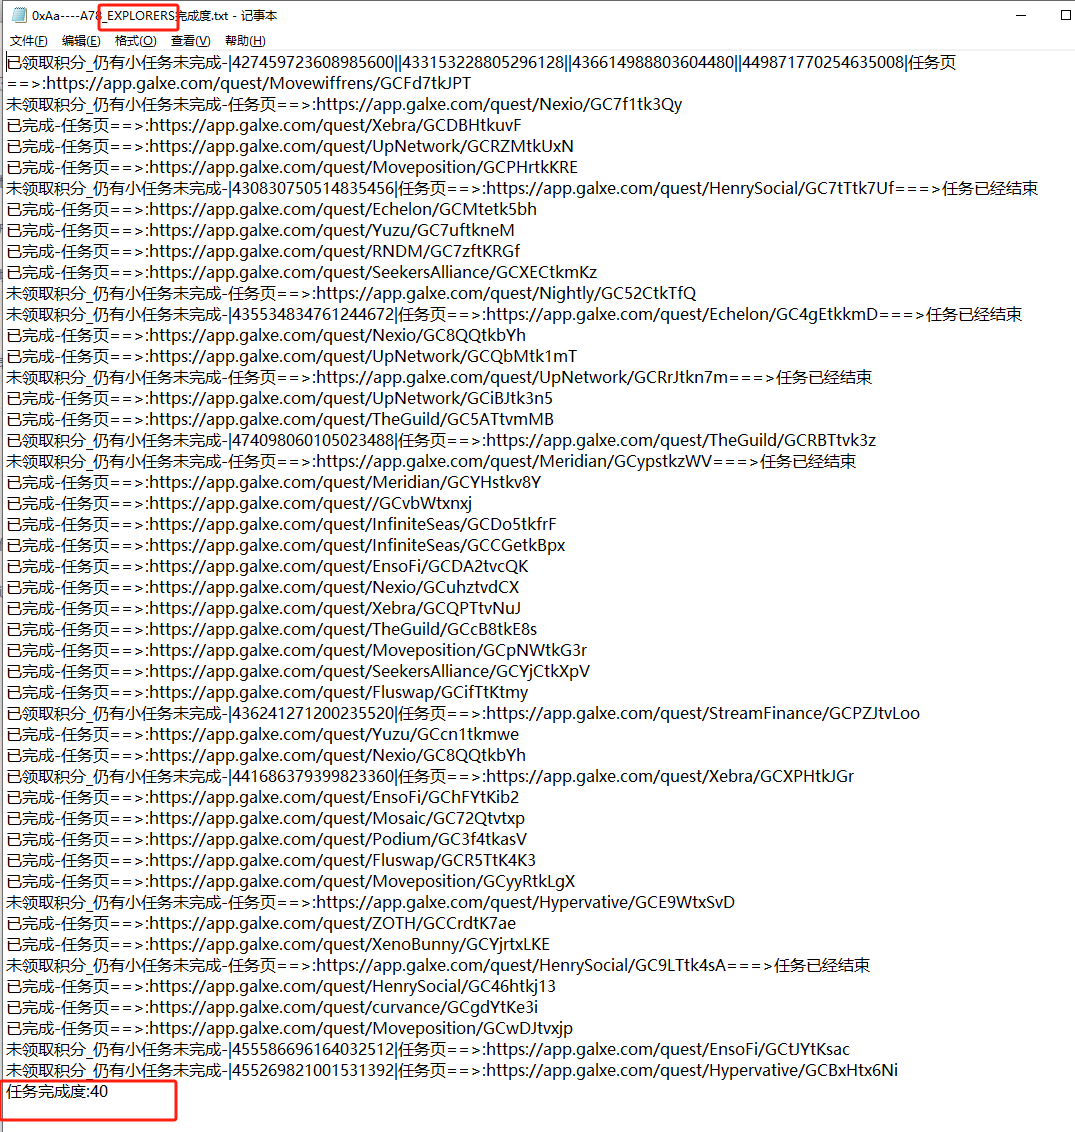 0xAa----A78_EXPLORERS完成度.txt - 记事本
文件(F) 编辑(E) 格式(O) 查看(V) 帮助(H)
已领取积分_仍有小任务未完成-|427459723608985600||433153228805296128||436614988803604480||449871770254635008|任务页
==>:https://app.galxe.com/quest/Movewiffrens/GCFd7tkJPT
未领取积分_仍有小任务未完成-任务页==>:https://app.galxe.com/quest/Nexio/GC7f1tk3Qy
已完成-任务页==>:https://app.galxe.com/quest/Xebra/GCDBHtkuvF
已完成-任务页==>:https://app.galxe.com/quest/UpNetwork/GCRZMtkUxN
已完成-任务页==>:https://app.galxe.com/quest/Moveposition/GCPHrtkKRE
未领取积分_仍有小任务未完成-|430830750514835456|任务页==>:https://app.galxe.com/quest/HenrySocial/GC7tTtk7Uf===>任务已经结束
已完成-任务页==>:https://app.galxe.com/quest/Echelon/GCMtetk5bh
已完成-任务页==>:https://app.galxe.com/quest/Yuzu/GC7uftkneM
已完成-任务页==>:https://app.galxe.com/quest/RNDM/GC7zftKRGf
已完成-任务页==>:https://app.galxe.com/quest/SeekersAlliance/GCXECtkmKz
未领取积分_仍有小任务未完成-任务页==>:https://app.galxe.com/quest/Nightly/GC52CtkTfQ
未领取积分_仍有小任务未完成-|435534834761244672|任务页==>:https://app.galxe.com/quest/Echelon/GC4gEtkkmD===>任务已经结束
已完成-任务页==>:https://app.galxe.com/quest/Nexio/GC8QQtkbYh
已完成-任务页==>:https://app.galxe.com/quest/UpNetwork/GCQbMtk1mT
未领取积分_仍有小任务未完成-任务页==>:https://app.galxe.com/quest/UpNetwork/GCRrJtkn7m===>任务已经结束
已完成-任务页==>:https://app.galxe.com/quest/UpNetwork/GCiBJtk3n5
已完成-任务页==>:https://app.galxe.com/quest/TheGuild/GC5ATtvmMB
已领取积分_仍有小任务未完成-|474098060105023488|任务页==>:https://app.galxe.com/quest/TheGuild/GCRBTtvk3z
未领取积分_仍有小任务未完成-任务页==>:https://app.galxe.com/quest/Meridian/GCypstkzWV===>任务已经结束
已完成-任务页==>:https://app.galxe.com/quest/Meridian/GCYHstkv8Y
已完成-任务页==>:https://app.galxe.com/quest//GCvbWtxnxj
已完成-任务页==>:https://app.galxe.com/quest/InfiniteSeas/GCDo5tkfrF
已完成-任务页==>:https://app.galxe.com/quest/InfiniteSeas/GCCGetkBpx
已完成-任务页==>:https://app.galxe.com/quest/EnsoFi/GCDA2tvcQK
已完成-任务页==>:https://app.galxe.com/quest/Nexio/GCuhztvdCX
已完成-任务页==>:https://app.galxe.com/quest/Xebra/GCQPTtvNuJ
已完成-任务页==>:https://app.galxe.com/quest/TheGuild/GCcB8tkE8s
已完成-任务页==>:https://app.galxe.com/quest/Moveposition/GCpNWtkG3r
已完成-任务页==>:https://app.galxe.com/quest/SeekersAlliance/GCYjCtkXpV
已完成-任务页==>:https://app.galxe.com/quest/Fluswap/GCifTtKtmy
已领取积分_仍有小任务未完成-|436241271200235520|任务页==>:https://app.galxe.com/quest/StreamFinance/GCPZJtvLoo
已完成-任务页==>:https://app.galxe.com/quest/Yuzu/GCcn1tkmwe
已完成-任务页==>:https://app.galxe.com/quest/Nexio/GC8QQtkbYh
已领取积分_仍有小任务未完成-|441686379399823360|任务页==>:https://app.galxe.com/quest/Xebra/GCXPHtkJGr
已完成-任务页==>:https://app.galxe.com/quest/EnsoFi/GChFYtKib2
已完成-任务页==>:https://app.galxe.com/quest/Mosaic/GC72Qtvtxp
已完成-任务页==>:https://app.galxe.com/quest/Podium/GC3f4tkasV
已完成-任务页==>:https://app.galxe.com/quest/Fluswap/GCR5TtK4K3
已完成-任务页==>:https://app.galxe.com/quest/Moveposition/GCyyRtkLgX
未领取积分_仍有小任务未完成-任务页==>:https://app.galxe.com/quest/Hypervative/GCE9WtxSvD
已完成-任务页==>:https://app.galxe.com/quest/ZOTH/GCCrdtK7ae
已完成-任务页==>:https://app.galxe.com/quest/XenoBunny/GCYjrtxLKE
未领取积分_仍有小任务未完成-任务页==>:https://app.galxe.com/quest/HenrySocial/GC9LTtk4sA===>任务已经结束
已完成-任务页==>:https://app.galxe.com/quest/HenrySocial/GC46htkj13
已完成-任务页==>:https://app.galxe.com/quest/curvance/GCgdYtKe3i
已完成-任务页==>:https://app.galxe.com/quest/Moveposition/GCwDJtvxjp
未领取积分_仍有小任务未完成-|455586696164032512|任务页==>:https://app.galxe.com/quest/EnsoFi/GCtJYtKsac
未领取积分_仍有小任务未完成-|455269821001531392|任务页==>:https://app.galxe.com/quest/Hypervative/GCBxHtx6Ni
任务完成度:40